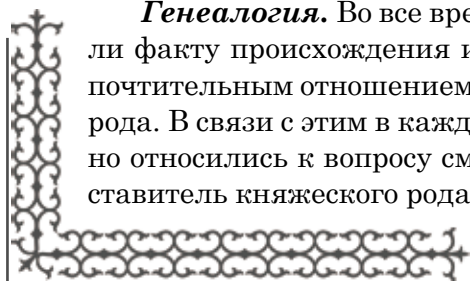 Генеалогия. Во все вре
ли факту происхождения и
почтительным отношением
рода. В связи с этим в кажд
но относились к вопросу см
ставитель княжеского рода